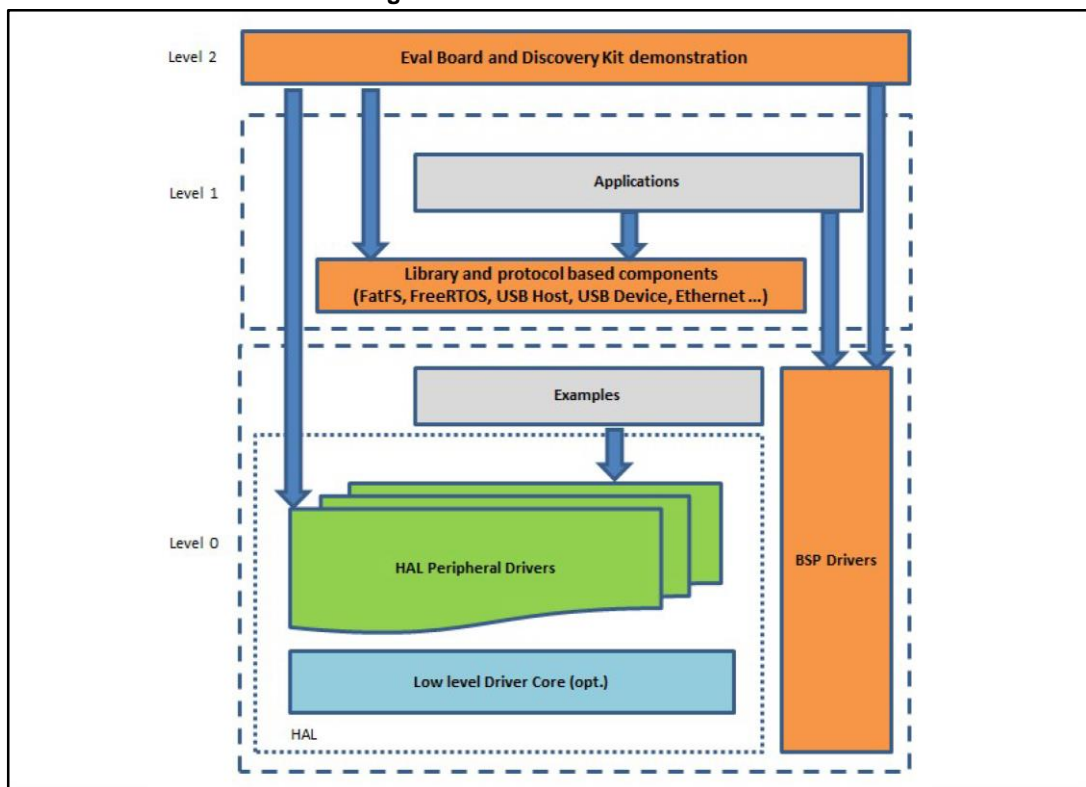 Level 2
Eval Board and Discovery Kit demonstration
Level 1
Applications
Library and protocol based components
(FatFS, FreeRTOS, USB Host, USB Device, Ethernet ...)
Examples
Level 0
HAL Peripheral Drivers
BSP Drivers
Low level Driver Core (opt.)
HAL